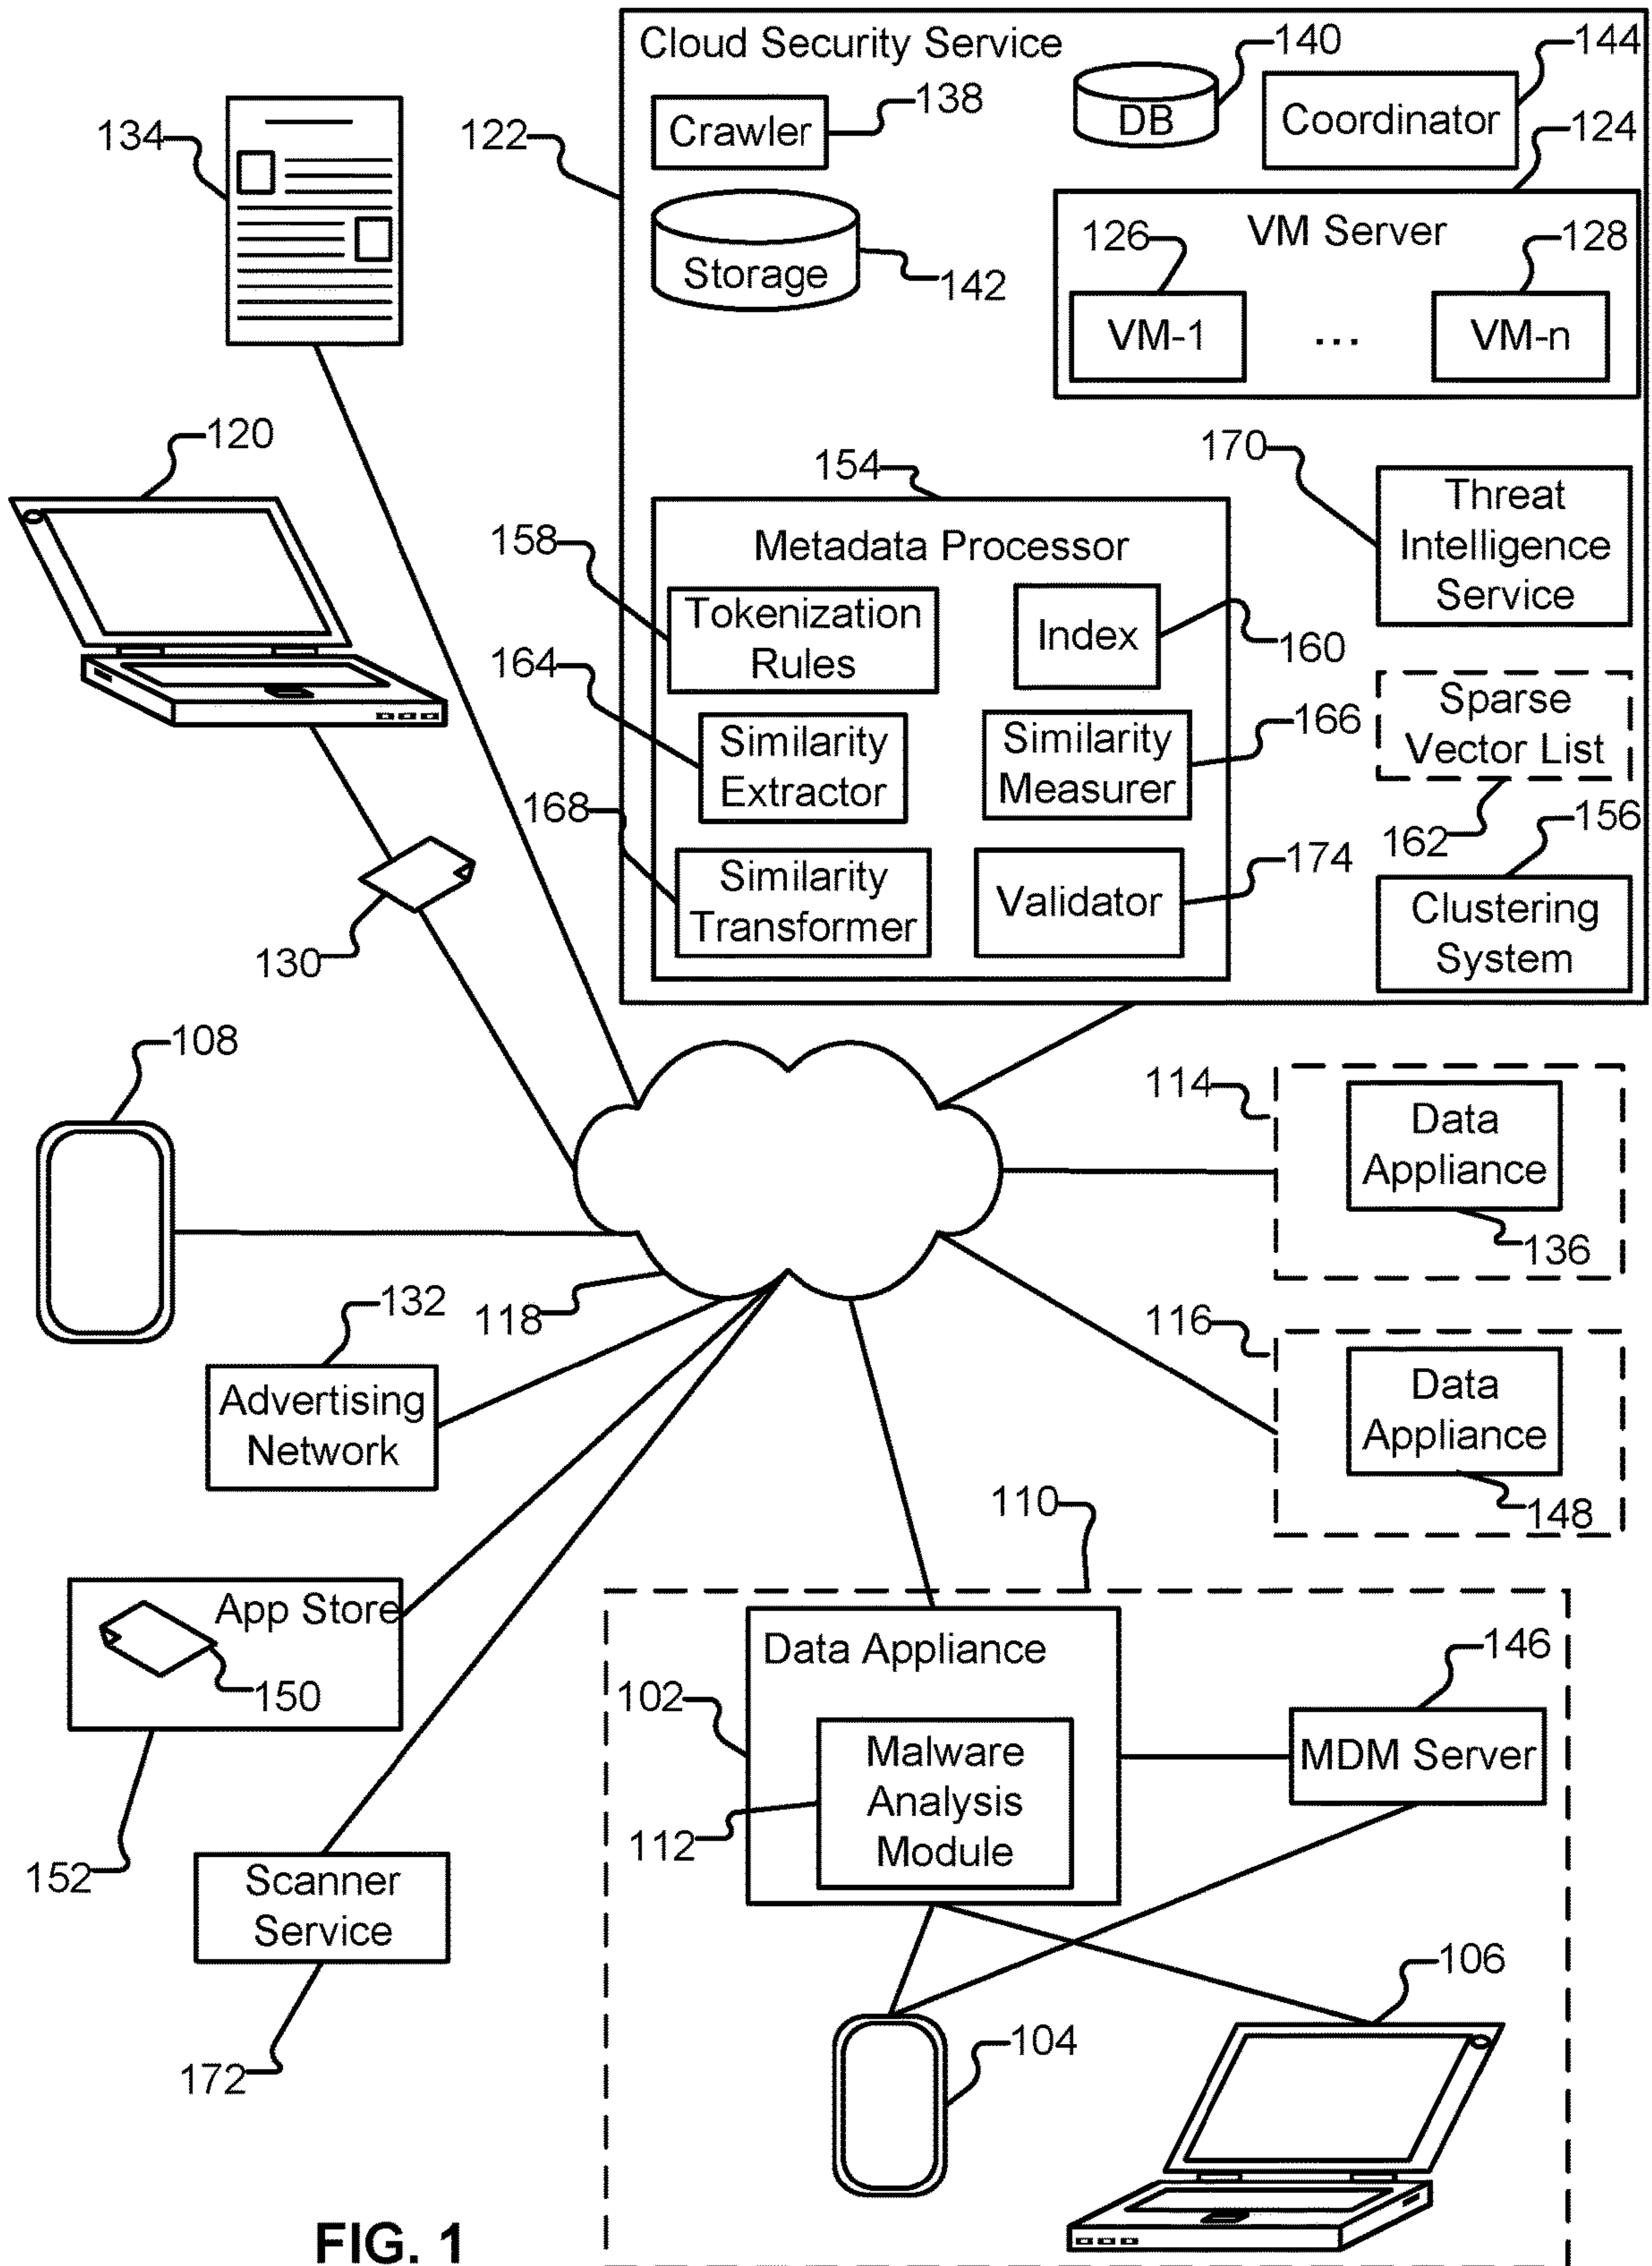 Cloud Security Service
140
144
138
Crawler
DB
Coordinator
134
122
124
Storage
142
126
VM Server
128
VM-1
...
VM-n
120
154
170
Threat
Intelligence
Service
158
Metadata Processor
Tokenization
Rules
Index
160
164
Similarity
Extractor
Similarity
Measurer
166
Sparse
Vector List
162
156
168
Similarity
Transformer
Validator
174
Clustering
System
130
108
114
Data
Appliance
136
118
132
116
Advertising
Network
Data
Appliance
148
110
App Store
150
152
Data Appliance
102
146
Malware
Analysis
Module
112
MDM Server
Scanner
Service
172
106
104
FIG. 1